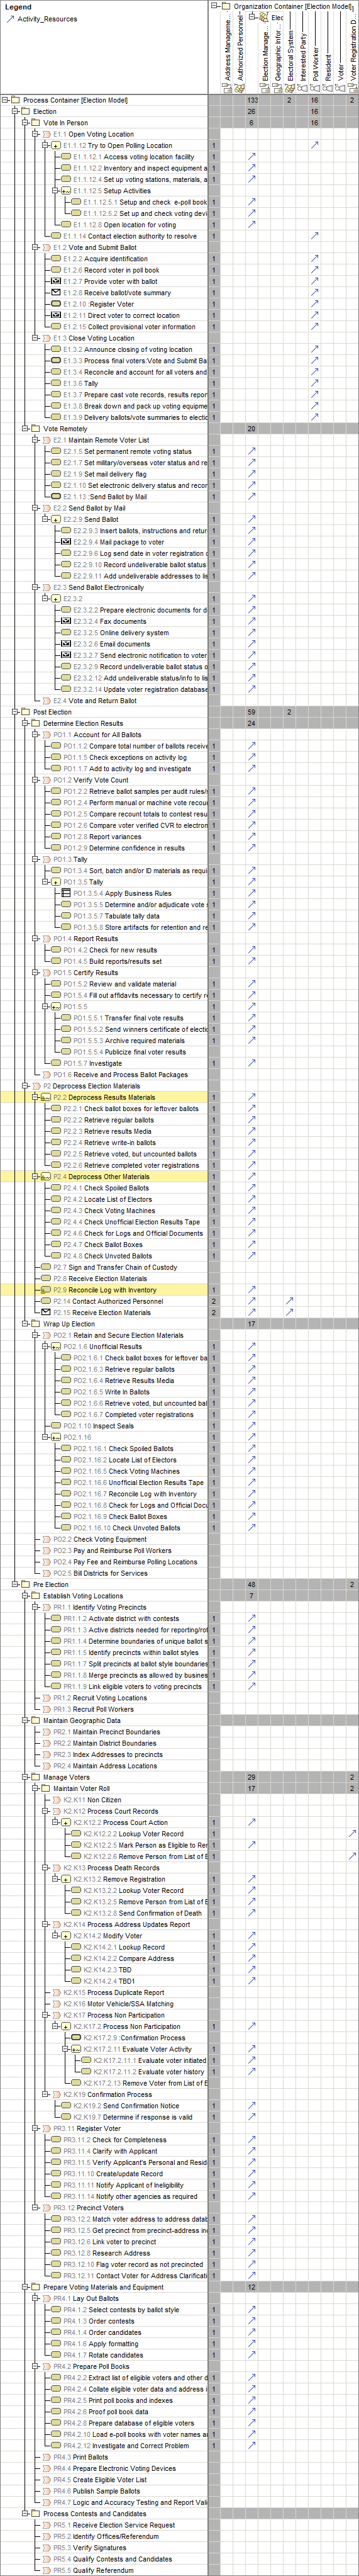 Legend
Activity_Resources
Organization Container [Election Model]
Elec
Address Manageme...
Authorized Personnel
Election Manage...
Geographic Infor...
Electoral System
Interested Party
Poll Worker
Resident
Voter
Voter Registration D
Process Container [Election Model] 133 2 16 2
Election 26 16
Vote In Person 6 16
E1.1 Open Voting Location
E1.1.12 Try to Open Polling Location 1
E1.1.12.1 Access voting location facility 1
E1.1.12.2 Inventory and inspect equipment a 1
E1.1.12.4 Set up voting stations, materials, a 1
E1.1.12.5 Setup Activities 1
E1.1.12.5.1 Setup and check e-poll book 1
E1.1.12.5.2 Set up and check voting devi 1
E1.1.12.8 Open location for voting 1
E1.1.14 Contact election authority to resolve 1
E1.2 Vote and Submit Ballot
E1.2.2 Acquire identification 1
E1.2.6 Record voter in poll book 1
E1.2.7 Provide voter with ballot 1
E1.2.8 Receive ballot/vote summary 1
E1.2.10 :Register Voter 1
E1.2.11 Direct voter to correct location 1
E1.2.15 Collect provisional voter information 1
E1.3 Close Voting Location
E1.3.2 Announce closing of voting location 1
E1.3.3 Process final voters:Vote and Submit Ba 1
E1.3.4 Reconcile and account for all voters and 1
E1.3.6 Tally 1
E1.3.7 Prepare cast vote records, results repor 1
E1.3.8 Break down and pack up voting equipme 1
E1.3.9 Delivery ballots/vote summaries to electic 1
Vote Remotely 20
E2.1 Maintain Remote Voter List
E2.1.5 Set permanent remote voting status 1
E2.1.7 Set military/overseas voter status and re 1
E2.1.9 Set mail delivery flag 1
E2.1.10 Set electronic delivery status and recor 1
E2.1.13 :Send Ballot by Mail 1
E2.2 Send Ballot by Mail
E2.2.9 Send Ballot 1
E2.2.9.3 Insert ballots, instructions and retur 1
E2.2.9.4 Mail package to voter 1
E2.2.9.6 Log send date in voter registration c 1
E2.2.9.10 Record undeliverable ballot status 1
E2.2.9.11 Add undeliverable addresses to lis 1
E2.3 Send Ballot Electronically
E2.3.2 1
E2.3.2.2 Prepare electronic documents for d 1
E2.3.2.4 Fax documents 1
E2.3.2.5 Online delivery system 1
E2.3.2.6 Email documents 1
E2.3.2.7 Send electronic notification to voter 1
E2.3.2.9 Record undeliverable ballot status o 1
E2.3.2.12 Add undeliverable status/info to lis 1
E2.3.2.14 Update voter registration database 1
E2.4 Vote and Return Ballot
Post Election 59 2
Determine Election Results 24
PO1.1 Account for All Ballots
PO1.1.2 Compare total number of ballots receive 1
PO1.1.5 Check exceptions on activity log 1
PO1.1.7 Add to activity log and investigate 1
PO1.2 Verify Vote Count
PO1.2.2 Retrieve ballot samples per audit rules/s 1
PO1.2.4 Perform manual or machine vote recou 1
PO1.2.5 Compare recount totals to contest resu 1
PO1.2.6 Compare voter verified CVR to electron 1
PO1.2.8 Report variances 1
PO1.2.9 Determine confidence in results 1
PO1.3 Tally
PO1.3.4 Sort, batch and/or ID materials as requi 1
PO1.3.5 Tally 1
PO1.3.5.4 Apply Business Rules 1
PO1.3.5.5 Determine and/or adjudicate vote s 1
PO1.3.5.7 Tabulate tally data 1
PO1.3.5.8 Store artifacts for retention and re 1
PO1.4 Report Results
PO1.4.2 Check for new results 1
PO1.4.5 Build reports/results set 1
PO1.5 Certify Results
PO1.5.2 Review and validate material 1
PO1.5.4 Fill out affidavits necessary to certify r 1
PO1.5.5 1
PO1.5.5.1 Transfer final vote results 1
PO1.5.5.2 Send winners certificate of electic 1
PO1.5.5.3 Archive required materials 1
PO1.5.5.4 Publicize final voter results 1
PO1.5.7 Investigate 1
PO1.6 Receive and Process Ballot Packages
P2 Deprocess Election Materials
P2.2 Deprocess Results Materials 1
P2.2.1 Check ballot boxes for leftover ballots 1
P2.2.2 Retrieve regular ballots 1
P2.2.3 Retrieve results Media 1
P2.2.4 Retrieve write-in ballots 1
P2.2.5 Retrieve voted, but uncounted ballots 1
P2.2.6 Retrieve completed voter registrations 1
P2.4 Deprocess Other Materials 1
P2.4.1 Check Spoiled Ballots 1
P2.4.2 Locate List of Electors 1
P2.4.3 Check Voting Machines 1
P2.4.4 Check Unofficial Election Results Tape 1
P2.4.6 Check for Logs and Official Documents 1
P2.4.7 Check Ballot Boxes 1
P2.4.8 Check Unvoted Ballots 1
P2.7 Sign and Transfer Chain of Custody
P2.8 Receive Election Materials
P2.9 Reconcile Log with Inventory 1
P2.14 Contact Authorized Personnel 2
P2.15 Receive Election Materials 2
Wrap Up Election 17
PO2.1 Retain and Secure Election Materials
PO2.1.6 Unofficial Results 1
PO2.1.6.1 Check ballot boxes for leftover ba 1
PO2.1.6.3 Retrieve regular ballots 1
PO2.1.6.4 Retrieve Results Media 1
PO2.1.6.5 Write In Ballots 1
PO2.1.6.6 Retrieve voted, but uncounted bal 1
PO2.1.6.7 Completed voter registrations 1
PO2.1.10 Inspect Seals 1
PO2.1.16 1
PO2.1.16.1 Check Spoiled Ballots 1
PO2.1.16.2 Locate List of Electors 1
PO2.1.16.5 Check Voting Machines 1
PO2.1.16.6 Unofficial Election Results Tape 1
PO2.1.16.7 Reconcile Log with Inventory 1
PO2.1.16.8 Check for Logs and Official Docu 1
PO2.1.16.9 Check Ballot Boxes 1
PO2.1.16.10 Check Unvoted Ballots 1
PO2.2 Check Voting Equipment
PO2.3 Pay and Reimburse Poll Workers
PO2.4 Pay Fee and Reimburse Polling Locations
PO2.5 Bill Districts for Services
Pre Election 48 2
Establish Voting Locations 7
PR1.1 Identify Voting Precincts
PR1.1.2 Activate district with contests 1
PR1.1.3 Active districts needed for reporting/rot 1
PR1.1.4 Determine boundaries of unique ballot s 1
PR1.1.5 Identify precincts within ballot styles 1
PR1.1.7 Split precincts at ballot style boundaries 1
PR1.1.8 Merge precincts as allowed by busines 1
PR1.1.9 Link eligible voters to voting precincts 1
PR1.2 Recruit Voting Locations
PR1.3 Recruit Poll Workers
Maintain Geographic Data
PR2.1 Maintain Precinct Boundaries
PR2.2 Maintain District Boundaries
PR2.3 Index Addresses to precincts
PR2.4 Maintain Address Locations
Manage Voters 29 2
Maintain Voter Roll 17 2
K2.K11 Non Citizen
K2.K12 Process Court Records
K2.K12.2 Process Court Action 1
K2.K12.2.2 Lookup Voter Record 1
K2.K12.2.5 Mark Person as Eligible to Re 1
K2.K12.2.6 Remove Person from List of E 1
K2.K13 Process Death Records
K2.K13.2 Remove Registration 1
K2.K13.2.2 Lookup Voter Record 1
K2.K13.2.5 Remove Person from List of E 1
K2.K13.2.8 Send Confirmation of Death 1
K2.K14 Process Address Updates Report
K2.K14.2 Modify Voter 1
K2.K14.2.1 Lookup Record 1
K2.K14.2.2 Compare Address 1
K2.K14.2.3 TBD 1
K2.K14.2.4 TBD1 1
K2.K15 Process Duplicate Report
K2.K16 Motor Vehicle/SSA Matching
K2.K17 Process Non Participation
K2.K17.2 Process Non Participation 1
K2.K17.2.9 :Confirmation Process
K2.K17.2.11 Evaluate Voter Activity 1
K2.K17.2.11.1 Evaluate voter initiated 1
K2.K17.2.11.2 Evaluate voter history 1
K2.K17.2.13 Remove Voter from List of E 1
K2.K19 Confirmation Process
K2.K19.2 Send Confirmation Notice 1
K2.K19.7 Determine if response is valid 1
PR3.11 Register Voter
PR3.11.2 Check for Completeness 1
PR3.11.4 Clarify with Applicant 1
PR3.11.5 Verify Applicant's Personal and Resid 1
PR3.11.10 Create/update Record 1
PR3.11.11 Notify Applicant of Ineligibility 1
PR3.11.14 Notify other agencies as required 1
PR3.12 Precinct Voters
PR3.12.2 Match voter address to address datab 1
PR3.12.5 Get precinct from precinct-address in 1
PR3.12.6 Link voter to precinct 1
PR3.12.8 Research Address 1
PR3.12.10 Flag voter record as not precincted 1
PR3.12.11 Contact Voter for Address Clarificati 1
Prepare Voting Materials and Equipment 12
PR4.1 Lay Out Ballots
PR4.1.2 Select contests by ballot style 1
PR4.1.3 Order contests 1
PR4.1.4 Order candidates 1
PR4.1.6 Apply formatting 1
PR4.1.7 Rotate candidates 1
PR4.2 Prepare Poll Books
PR4.2.2 Extract list of eligible voters and other d 1
PR4.2.4 Collate eligible voter data and address i 1
PR4.2.5 Print poll books and indexes 1
PR4.2.6 Proof poll book data 1
PR4.2.8 Prepare database of eligible voters 1
PR4.2.10 Load e-poll books with voter names a 1
PR4.2.12 Investigate and Correct Problem 1
PR4.3 Print Ballots
PR4.4 Prepare Electronic Voting Devices
PR4.5 Create Eligible Voter List
PR4.6 Publish Sample Ballots
PR4.7 Logic and Accuracy Testing and Report Vali
Process Contests and Candidates
PR5.1 Receive Election Service Request
PR5.2 Identify Offices/Referendum
PR5.3 Verify Signatures
PR5.4 Qualify Contests and Candidates
PR5.5 Qualify Referendum